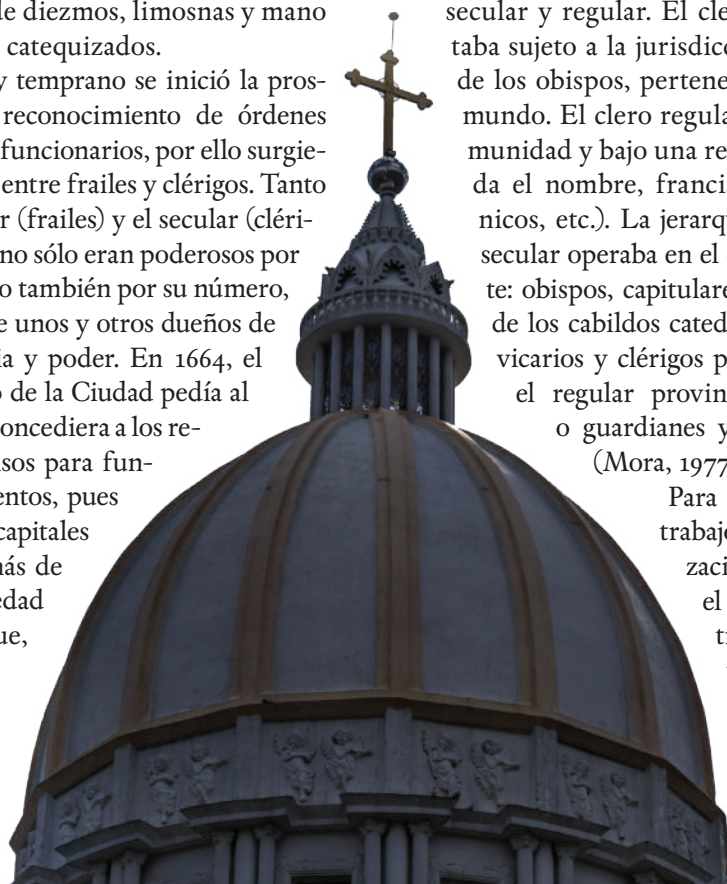 de diezmos, limosnas y mano
catequizados.
y temprano se inició la pros-
reconocimiento de órdenes
funcionarios, por ello surgie-
entre frailes y clérigos. Tanto
r (frailes) y el secular (cléri-
no sólo eran poderosos por
o también por su número,
e unos y otros dueños de
ia y poder. En 1664, el
o de la Ciudad pedía al
oncediera a los re-
sos para fun-
entos, pues
capitales
más de
edad
ue,
secular y regular. El cle
taba sujeto a la jurisdicc
de los obispos, pertene
mundo. El clero regula
munidad y bajo una re
da el nombre, franci
nicos, etc.). La jerarq
secular operaba en el
te: obispos, capitulare
de los cabildos cated
vicarios y clérigos p
el regular provin
o guardianes y
(Mora, 1977
Para
trabajo
zaci
el